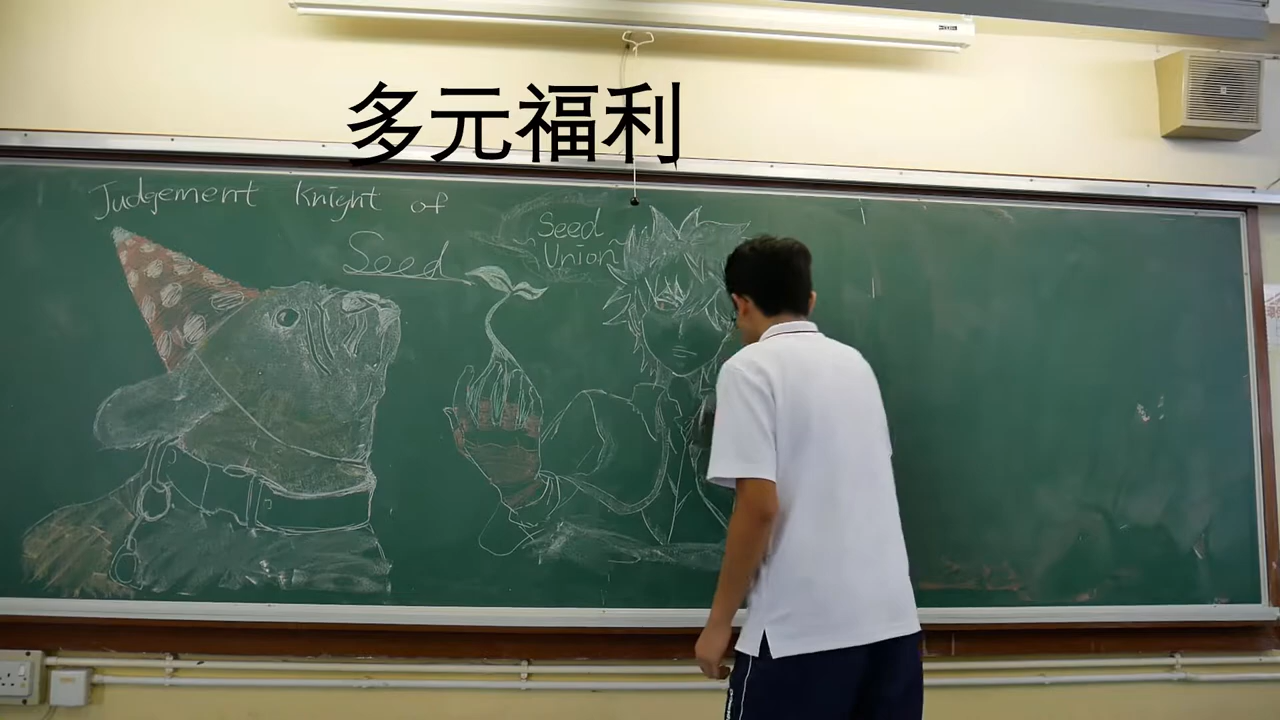 多元福利
Judgement Knight of
Seed
Seed
Union